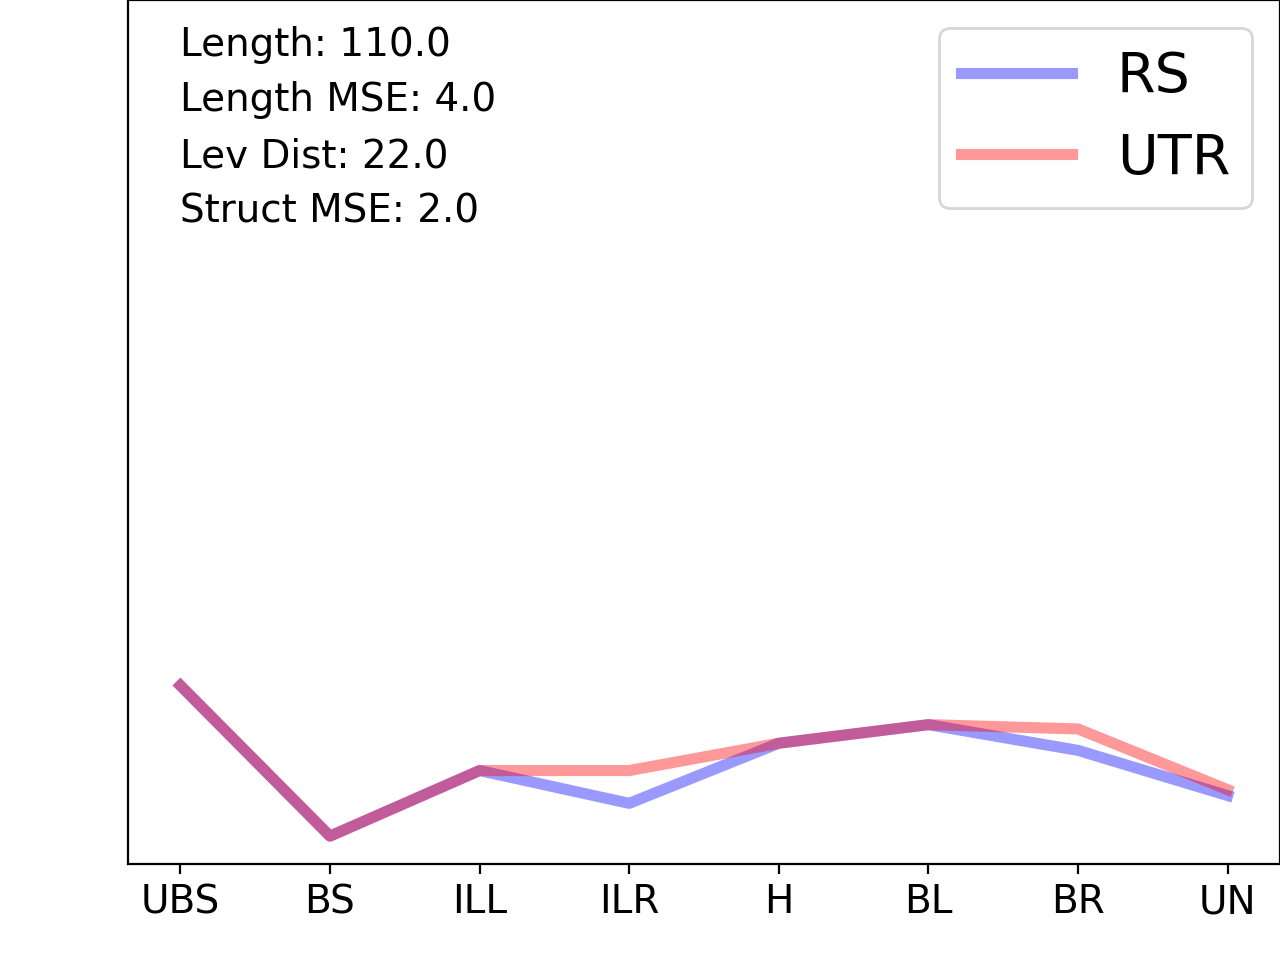 Length: 110.0
Length MSE: 4.0
Lev Dist: 22.0
Struct MSE: 2.0
RS
UTR
UBS BS ILL ILR H BL BR UN